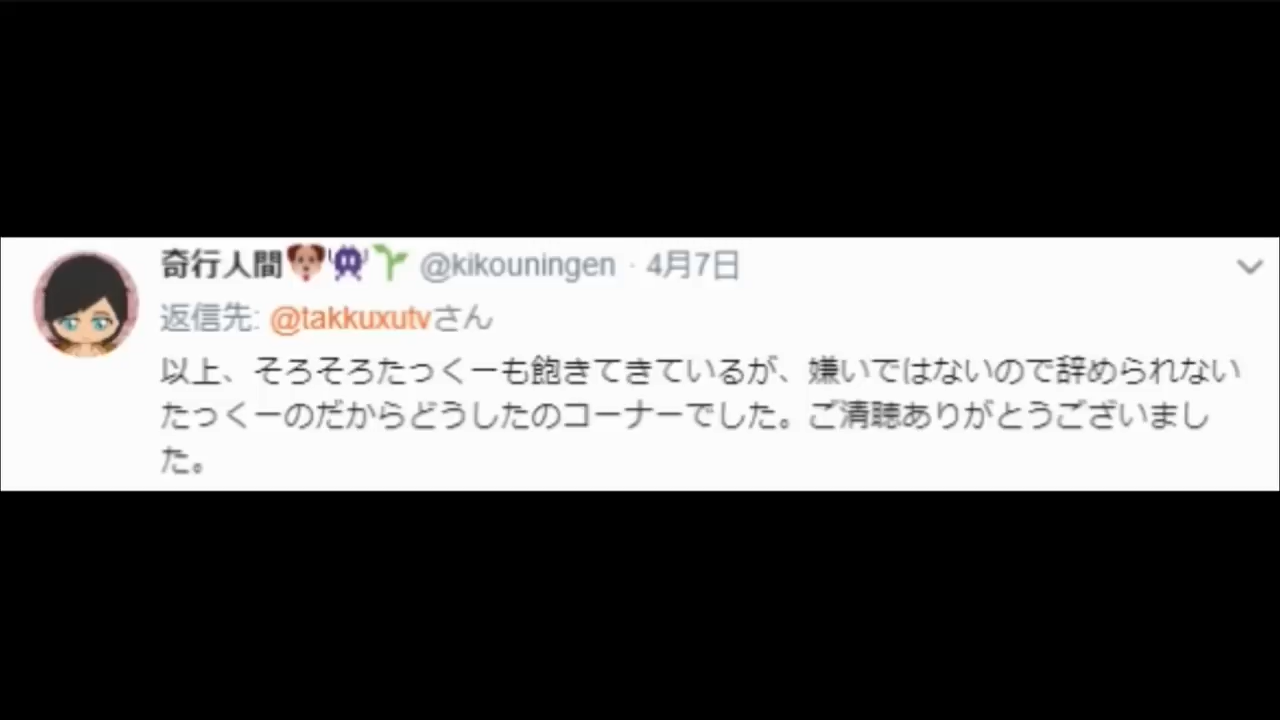 奇行人間🐶👾🌱 @kikouningen · 4月7日
返信先: @takkuxutvさん
以上、そろそろたっくーも飽きてきているが、嫌いではないので辞められない
たっくーのだからどうしたのコーナーでした。ご清聴ありがとうございまし
た。